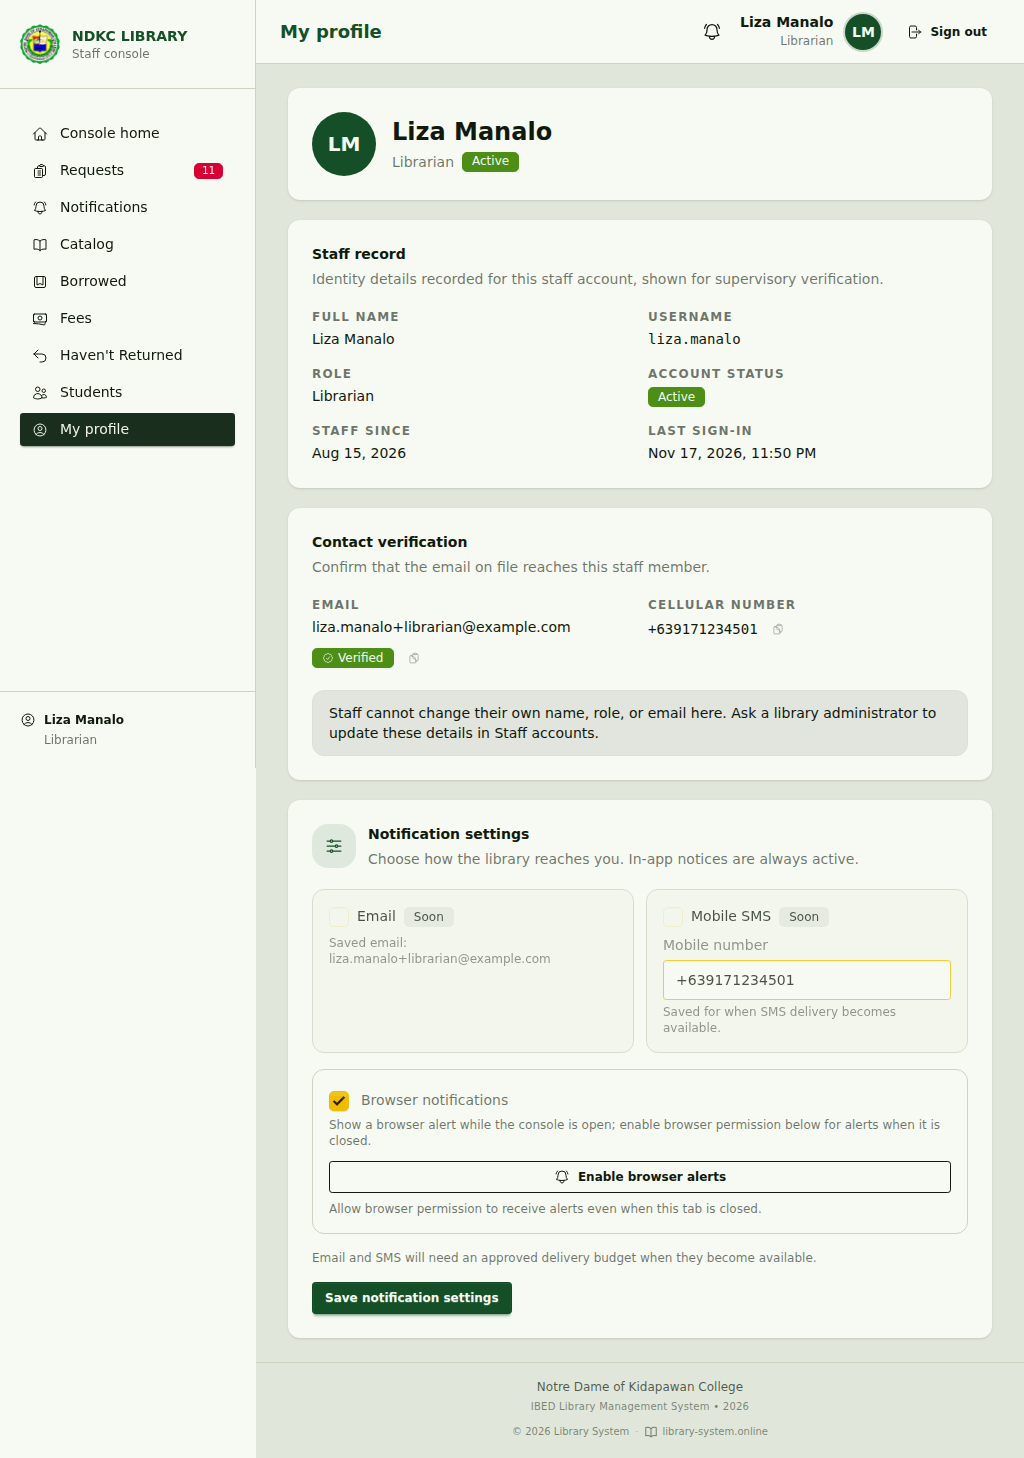 NDKC LIBRARY
Staff console
Console home
Requests 11
Notifications
Catalog
Borrowed
Fees
Haven't Returned
Students
My profile
Liza Manalo
Librarian
My profile
Liza Manalo
Librarian
LM
Sign out
LM
Liza Manalo
Librarian Active
Staff record
Identity details recorded for this staff account, shown for supervisory verification.
FULL NAME
Liza Manalo
USERNAME
liza.manalo
ROLE
Librarian
ACCOUNT STATUS
Active
STAFF SINCE
Aug 15, 2026
LAST SIGN-IN
Nov 17, 2026, 11:50 PM
Contact verification
Confirm that the email on file reaches this staff member.
EMAIL
liza.manalo+librarian@example.com
Verified
CELLULAR NUMBER
+639171234501
Staff cannot change their own name, role, or email here. Ask a library administrator to
update these details in Staff accounts.
Notification settings
Choose how the library reaches you. In-app notices are always active.
Email Soon
Saved email:
liza.manalo+librarian@example.com
Mobile SMS Soon
Mobile number
+639171234501
Saved for when SMS delivery becomes
available.
Browser notifications
Show a browser alert while the console is open; enable browser permission below for alerts when it is
closed.
Enable browser alerts
Allow browser permission to receive alerts even when this tab is closed.
Email and SMS will need an approved delivery budget when they become available.
Save notification settings
Notre Dame of Kidapawan College
IBED Library Management System • 2026
© 2026 Library System · library-system.online